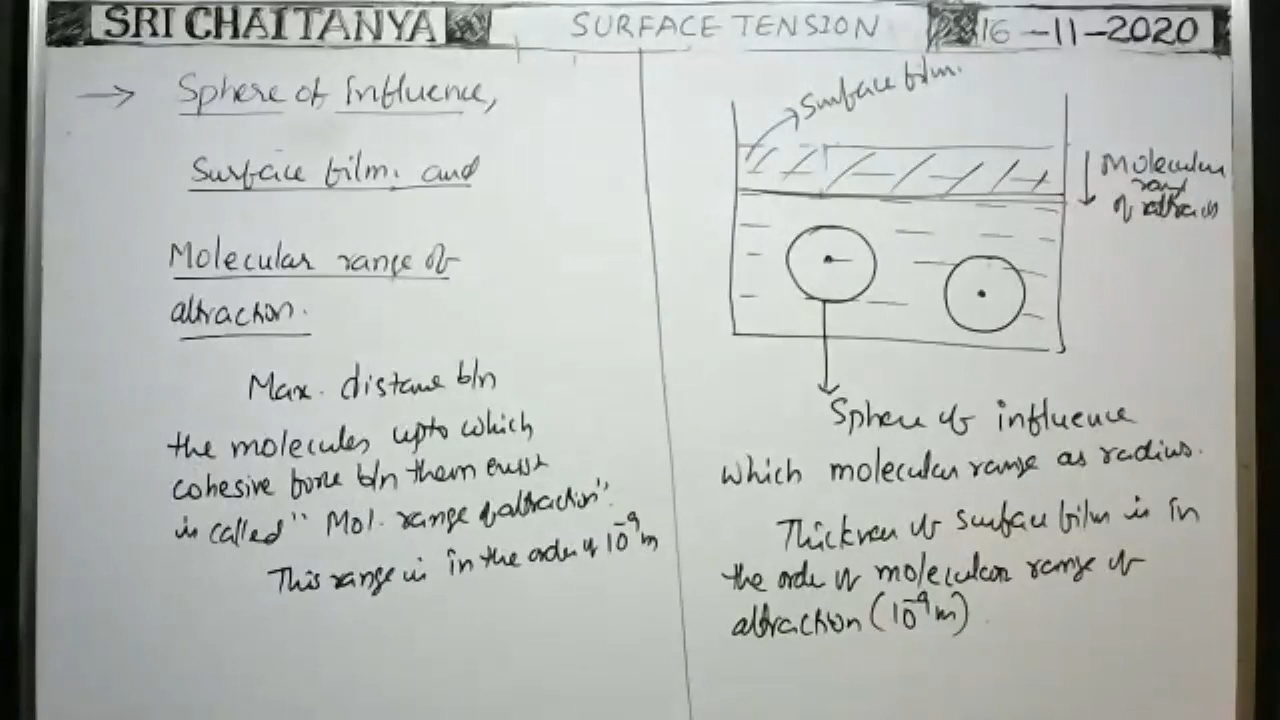 SRI CHAITANYA
SURFACE TENSION
16-11-2020
→ Sphere of Influence,
Surface film. and
Molecular range of
attraction.
Max. distance b/n
the molecules upto which
cohesive force b/n them exist
is called "Mol. range of attraction".
This range is in the order of 10⁻⁹ m
Surface film.
Molecular
range
of attraction
Sphere of influence
which molecular range as radius.
Thickness of surface film is in
the order of molecular range of
attraction (10⁻⁹ m)